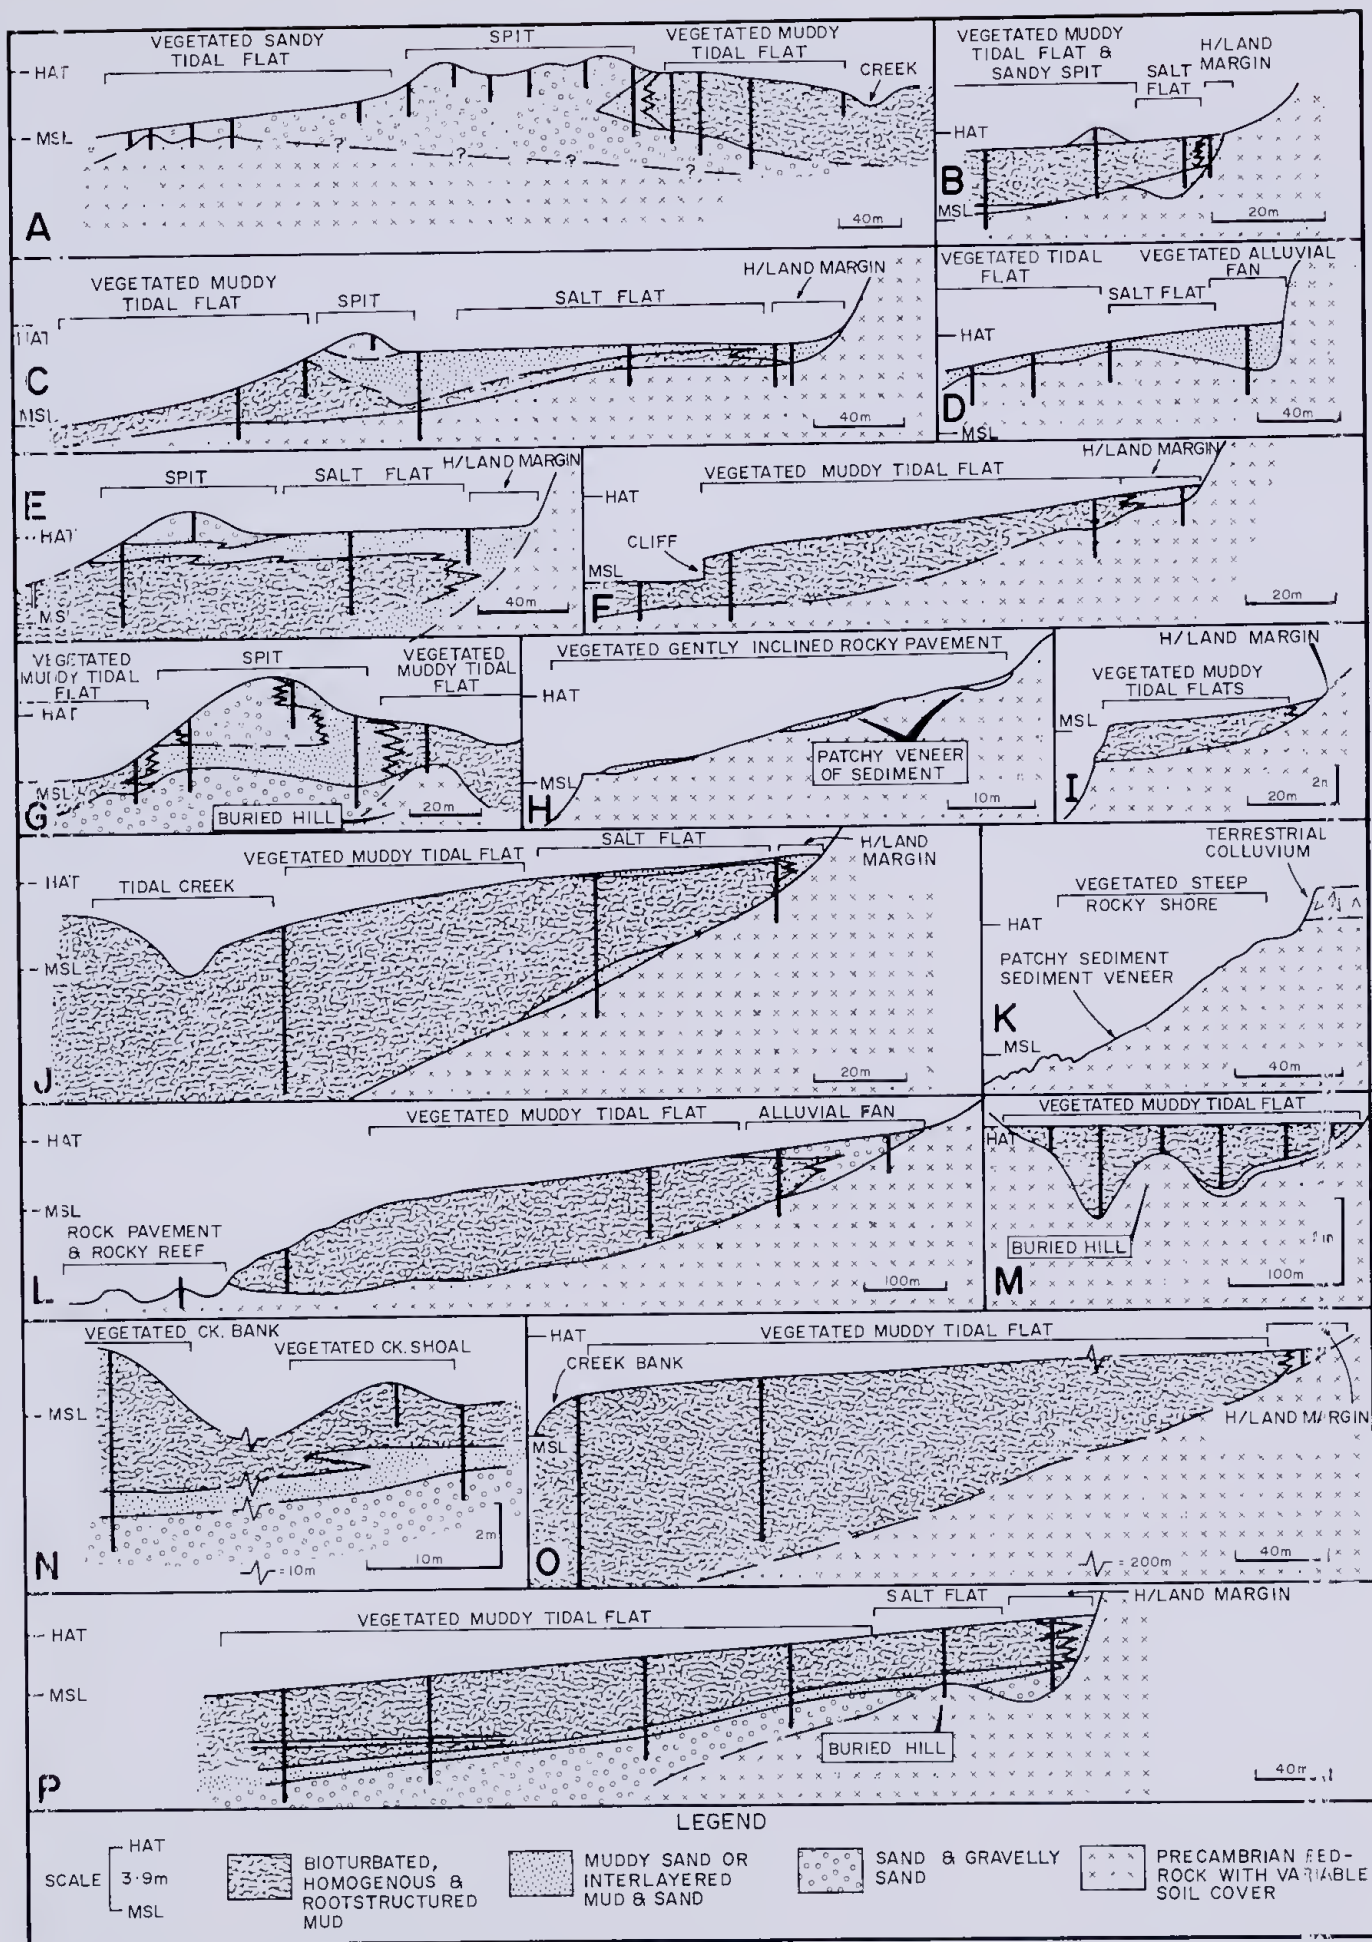 VEGETATED SANDY
TIDAL FLAT
SPIT
VEGETATED MUDDY
TIDAL FLAT
CREEK
HAT
MSL
?
?
?
?
A
40m
VEGETATED MUDDY
TIDAL FLAT &
SANDY SPIT
SALT
FLAT
H/LAND
MARGIN
HAT
MSL
B
20m
VEGETATED MUDDY
TIDAL FLAT
SPIT
SALT FLAT
H/LAND MARGIN
HAT
MSL
C
40m
VEGETATED TIDAL
FLAT
VEGETATED ALLUVIAL
FAN
SALT FLAT
HAT
MSL
D
40m
E
SPIT
SALT FLAT
H/LAND MARGIN
HAT
40m
VEGETATED MUDDY TIDAL FLAT
H/LAND MARGIN
HAT
CLIFF
MSL
F
20m
VEGETATED
MUDDY TIDAL
FLAT
SPIT
VEGETATED
MUDDY TIDAL
FLAT
HAT
MSL
G
BURIED HILL
20m
VEGETATED GENTLY INCLINED ROCKY PAVEMENT
HAT
MSL
PATCHY VENEER
OF SEDIMENT
H
10m
H/LAND MARGIN
VEGETATED MUDDY
TIDAL FLATS
MSL
I
20m
SALT FLAT
VEGETATED MUDDY TIDAL FLAT
H/LAND
MARGIN
HAT
TIDAL CREEK
MSL
J
20m
TERRESTRIAL
COLLUVIUM
VEGETATED STEEP
ROCKY SHORE
HAT
PATCHY SEDIMENT
SEDIMENT VENEER
K
MSL
40m
VEGETATED MUDDY TIDAL FLAT
ALLUVIAL FAN
HAT
MSL
ROCK PAVEMENT
& ROCKY REEF
L
100m
VEGETATED MUDDY TIDAL FLAT
HAT
BURIED HILL
M
100m
VEGETATED CK. BANK
VEGETATED CK. SHOAL
MSL
2m
N
10m
=10m
HAT
VEGETATED MUDDY TIDAL FLAT
CREEK BANK
MSL
H/LAND MARGIN
O
=200m
40m
SALT FLAT
H/LAND MARGIN
VEGETATED MUDDY TIDAL FLAT
HAT
MSL
BURIED HILL
P
40m
LEGEND
SCALE
HAT
3·9m
MSL
BIOTURBATED,
HOMOGENOUS &
ROOTSTRUCTURED
MUD
MUDDY SAND OR
INTERLAYERED
MUD & SAND
SAND & GRAVELLY
SAND
PRECAMBRIAN BED-
ROCK WITH VARIABLE
SOIL COVER